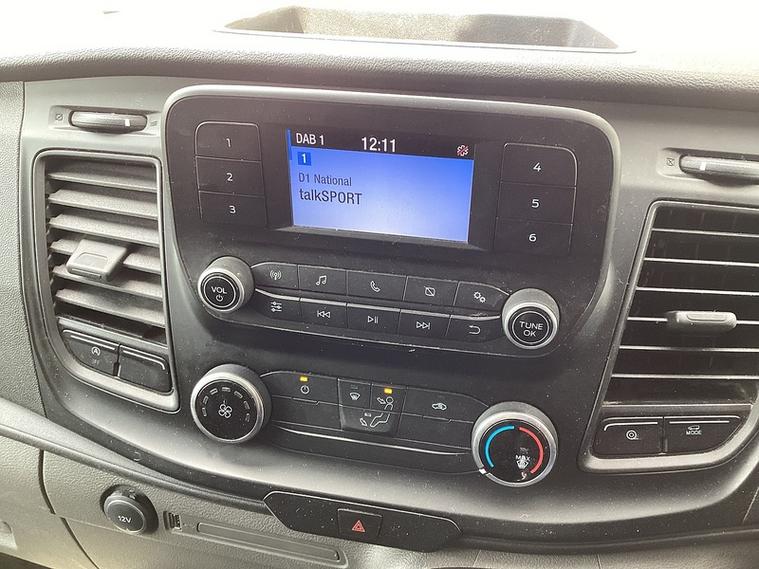 DAB 1 12:11
1
D1 National
talkSPORT
1
2
3
4
5
6
VOL
TUNE
OK
OFF
MAX
MODE
12V